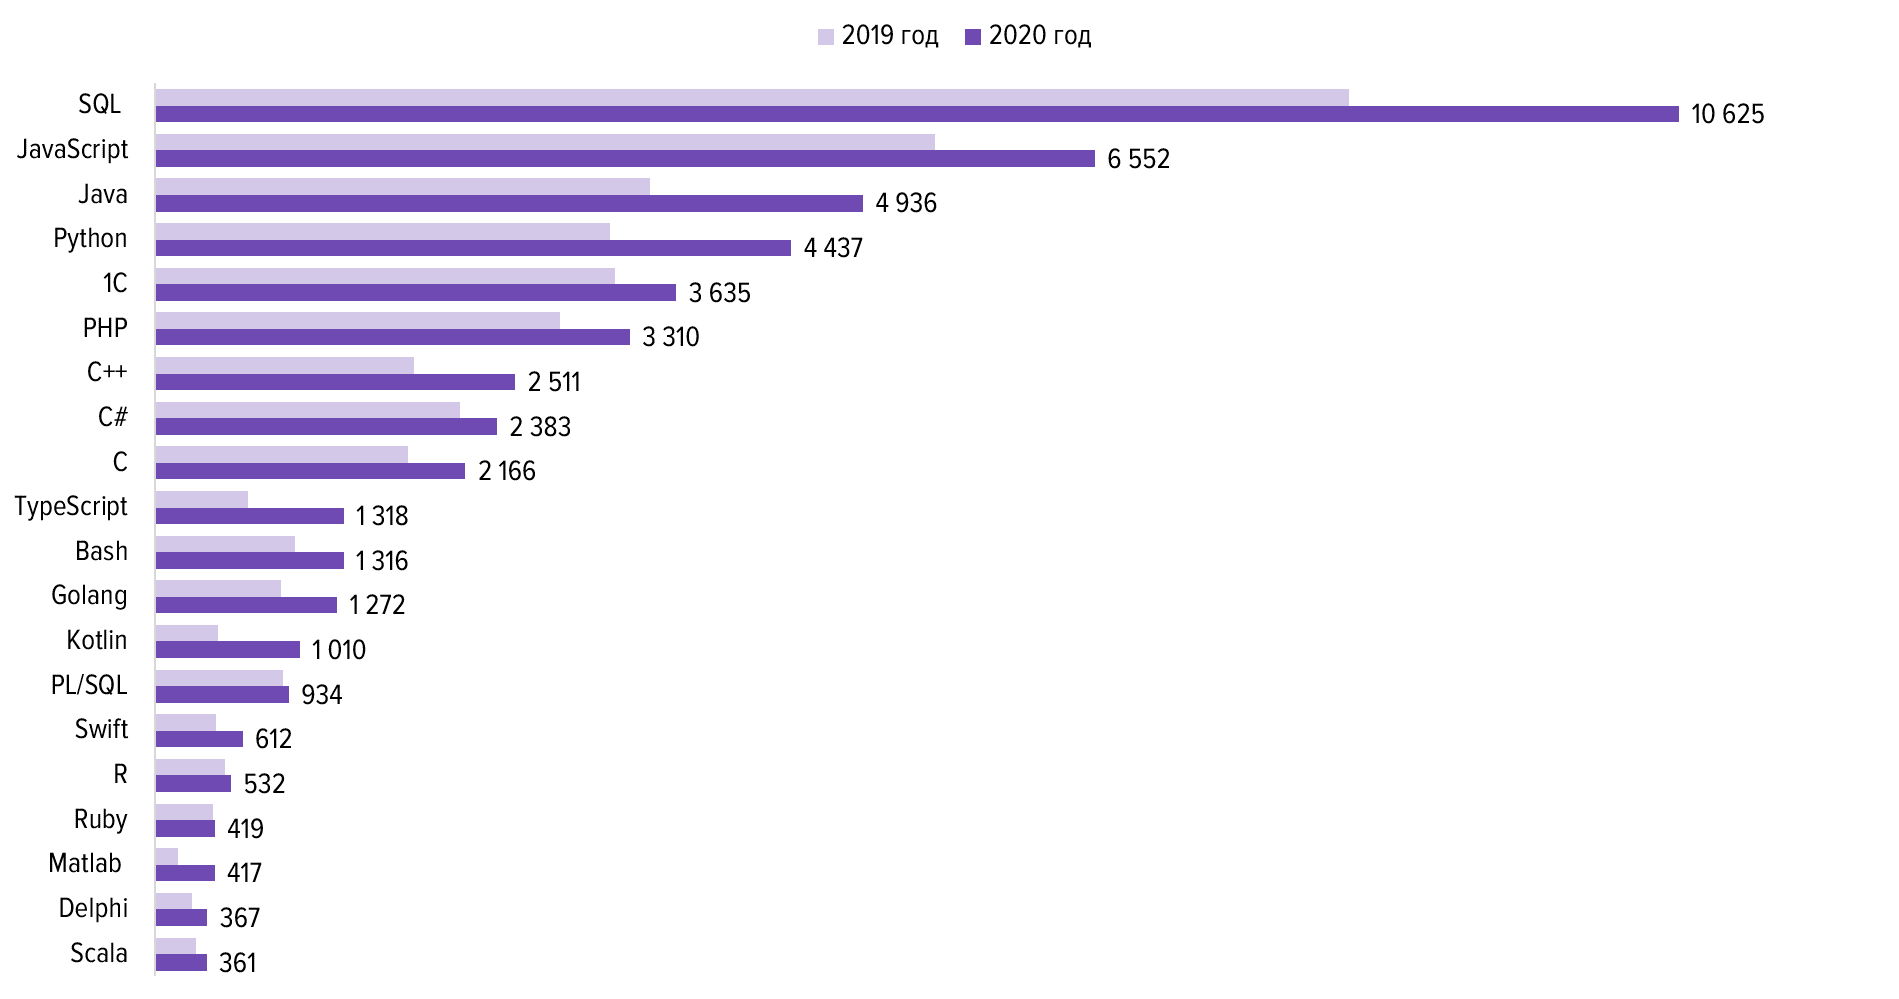 2019 год 2020 год
SQL 10 625
JavaScript 6 552
Java 4 936
Python 4 437
1C 3 635
PHP 3 310
C++ 2 511
C# 2 383
C 2 166
TypeScript 1 318
Bash 1 316
Golang 1 272
Kotlin 1 010
PL/SQL 934
Swift 612
R 532
Ruby 419
Matlab 417
Delphi 367
Scala 361